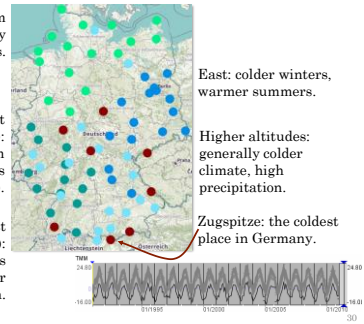 East: colder winters,
warmer summers.
Higher altitudes:
generally colder
climate, high
precipitation.
Zugspitze: the coldest
place in Germany.
Deutschland
Liechtenstein
Österreich
TMM
24.80
24.80
-16.00
-16.00
01/1995
01/2000
01/2005
01/2010
30